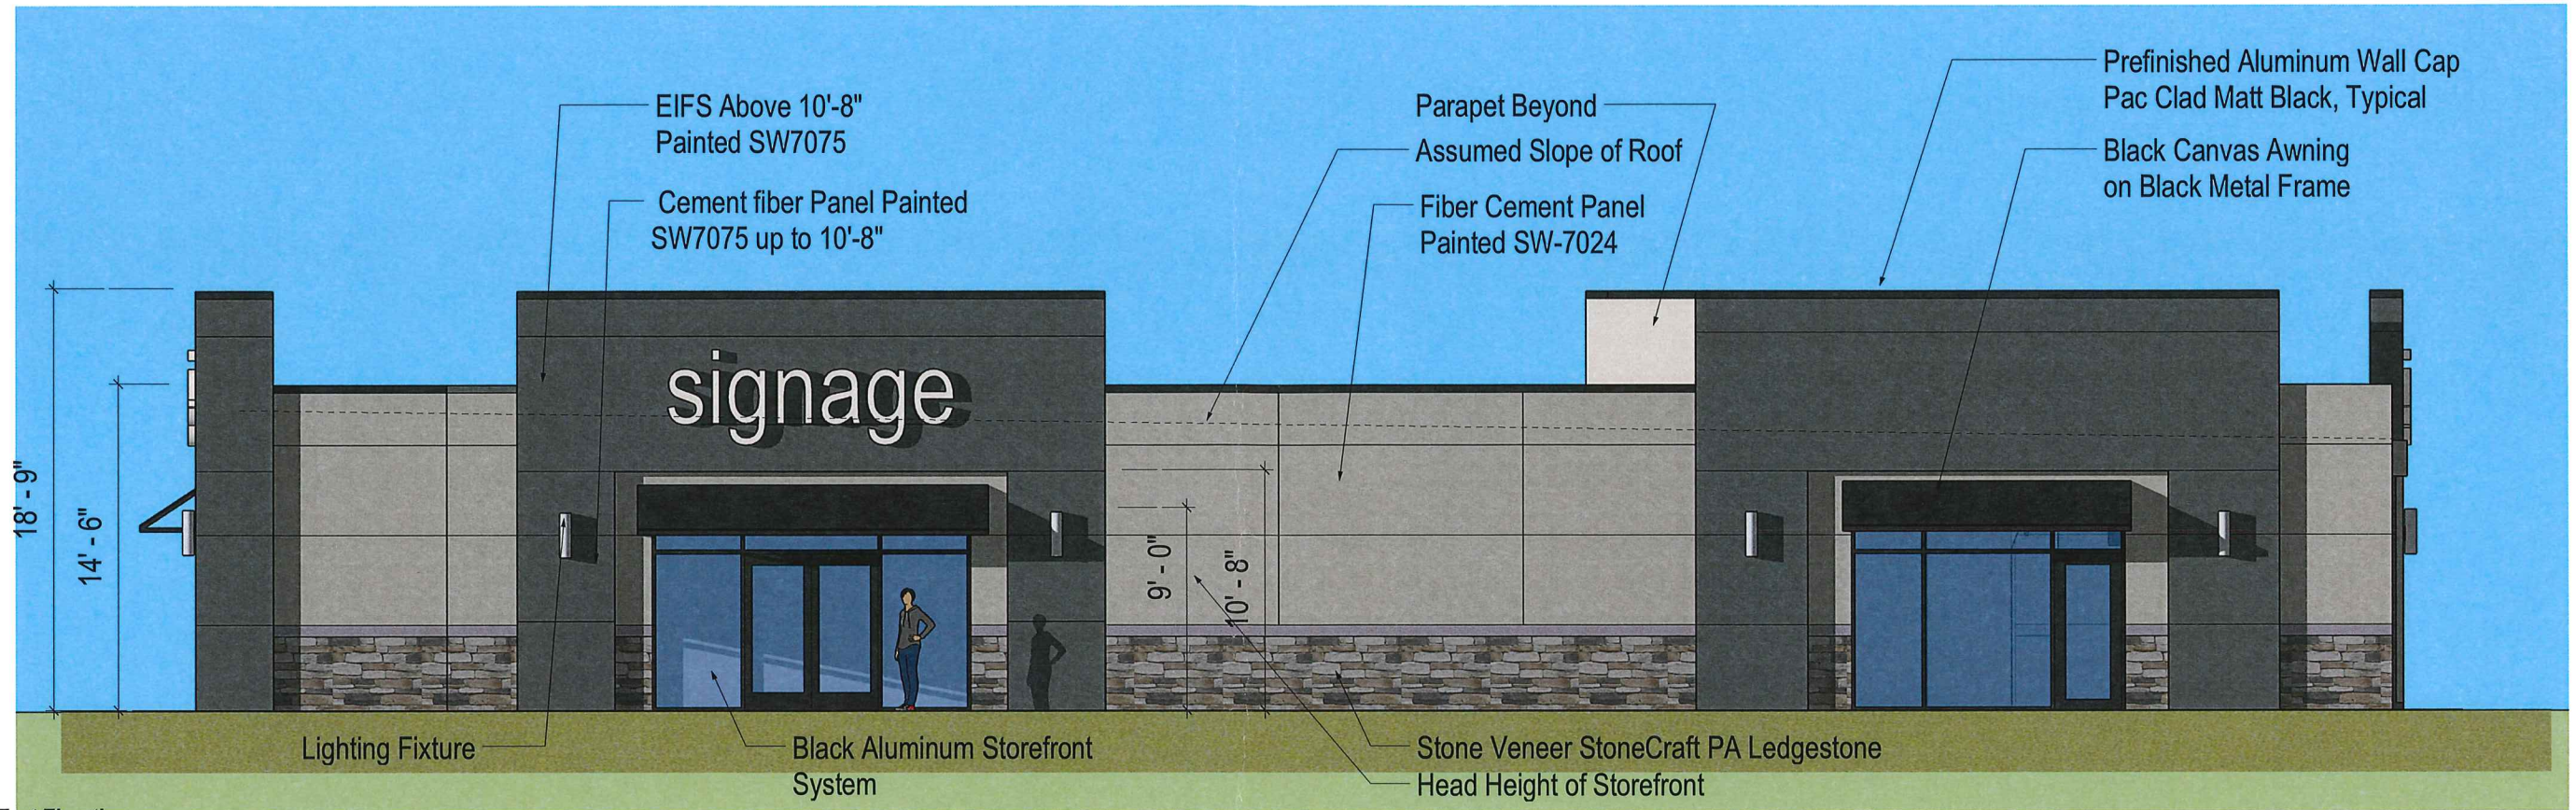 EIFS Above 10'-8"
Painted SW7075
Cement fiber Panel Painted
SW7075 up to 10'-8"
Parapet Beyond
Assumed Slope of Roof
Fiber Cement Panel
Painted SW-7024
Prefinished Aluminum Wall Cap
Pac Clad Matt Black, Typical
Black Canvas Awning
on Black Metal Frame
signage
18' - 9"
14' - 6"
9' - 0"
10' - 8"
Lighting Fixture
Black Aluminum Storefront
System
Stone Veneer StoneCraft PA Ledgestone
Head Height of Storefront